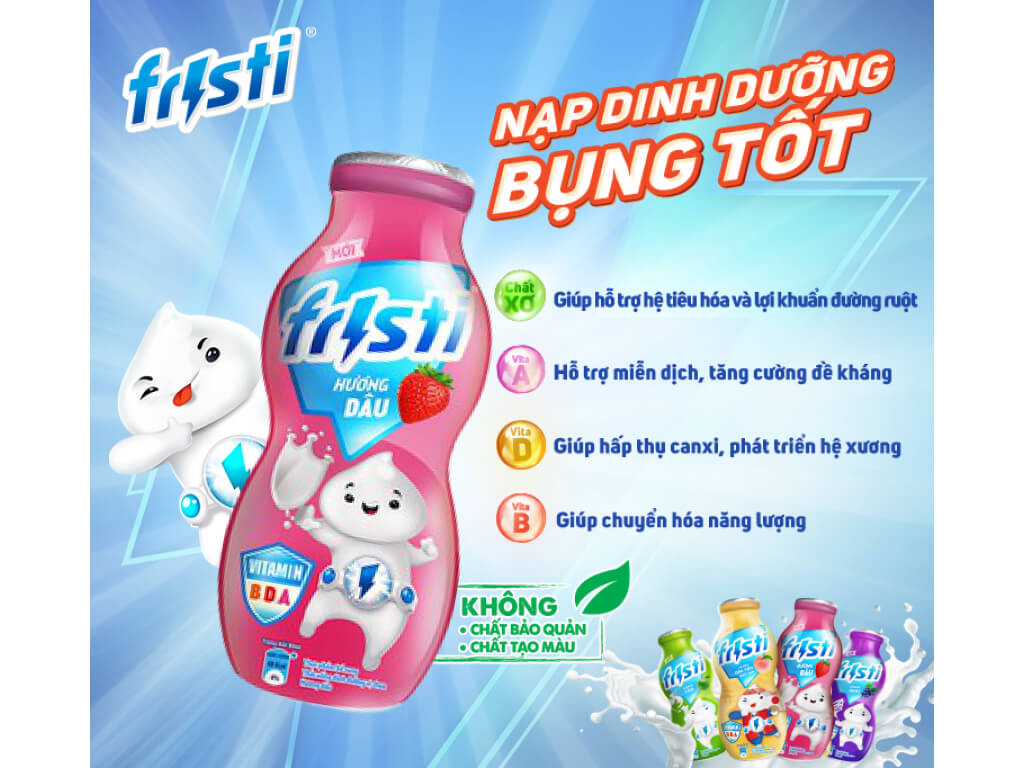 fristi®
NẠP DINH DƯỠNG
BỤNG TỐT
MỚI
fristi
HƯƠNG
DÂU
VITAMIN
B D A
Chất
XƠ
Giúp hỗ trợ hệ tiêu hóa và lợi khuẩn đường ruột
Vita
A
Hỗ trợ miễn dịch, tăng cường đề kháng
Vita
D
Giúp hấp thụ canxi, phát triển hệ xương
Vita
B
Giúp chuyển hóa năng lượng
KHÔNG
• CHẤT BẢO QUẢN
• CHẤT TẠO MÀU
fristi
fristi
fristi
HƯƠNG
DÂU
fristi